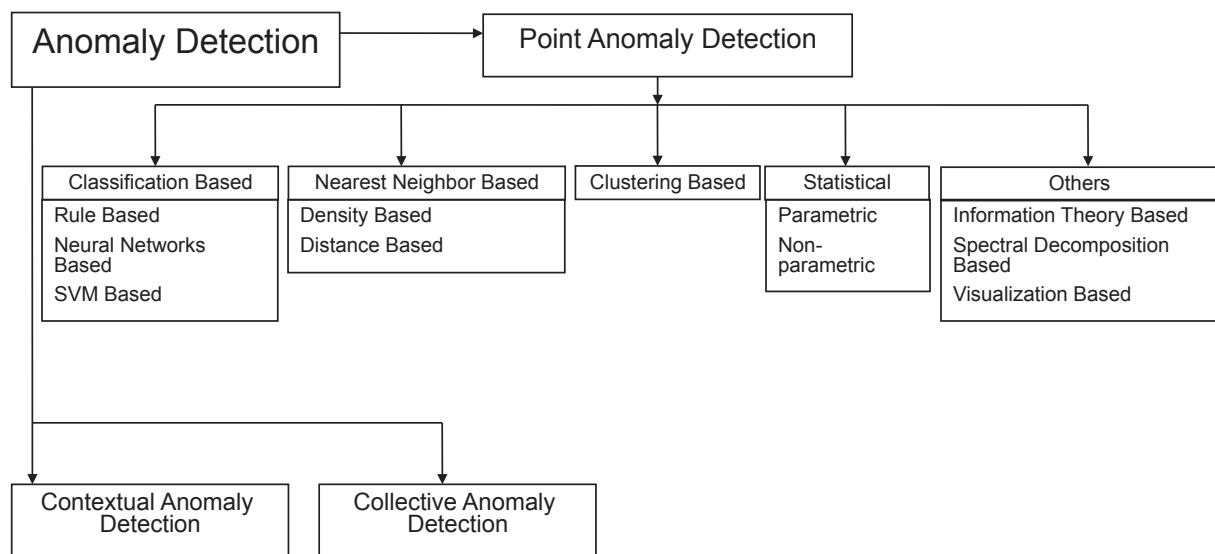 Anomaly Detection
Point Anomaly Detection
Classification Based
Rule Based
Neural Networks
Based
SVM Based
Nearest Neighbor Based
Density Based
Distance Based
Clustering Based
Statistical
Parametric
Non-
parametric
Others
Information Theory Based
Spectral Decomposition
Based
Visualization Based
Contextual Anomaly
Detection
Collective Anomaly
Detection